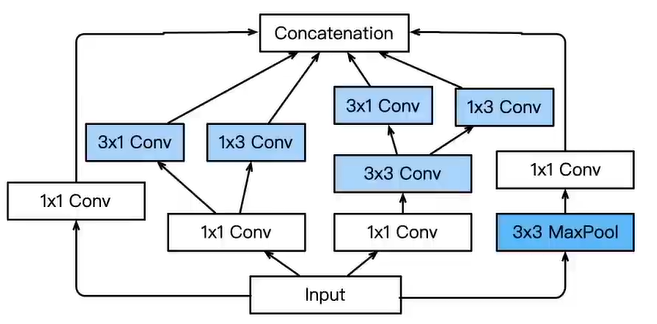 Concatenation
3x1 Conv
1x3 Conv
3x1 Conv
1x3 Conv
3x3 Conv
1x1 Conv
1x1 Conv
1x1 Conv
1x1 Conv
3x3 MaxPool
Input